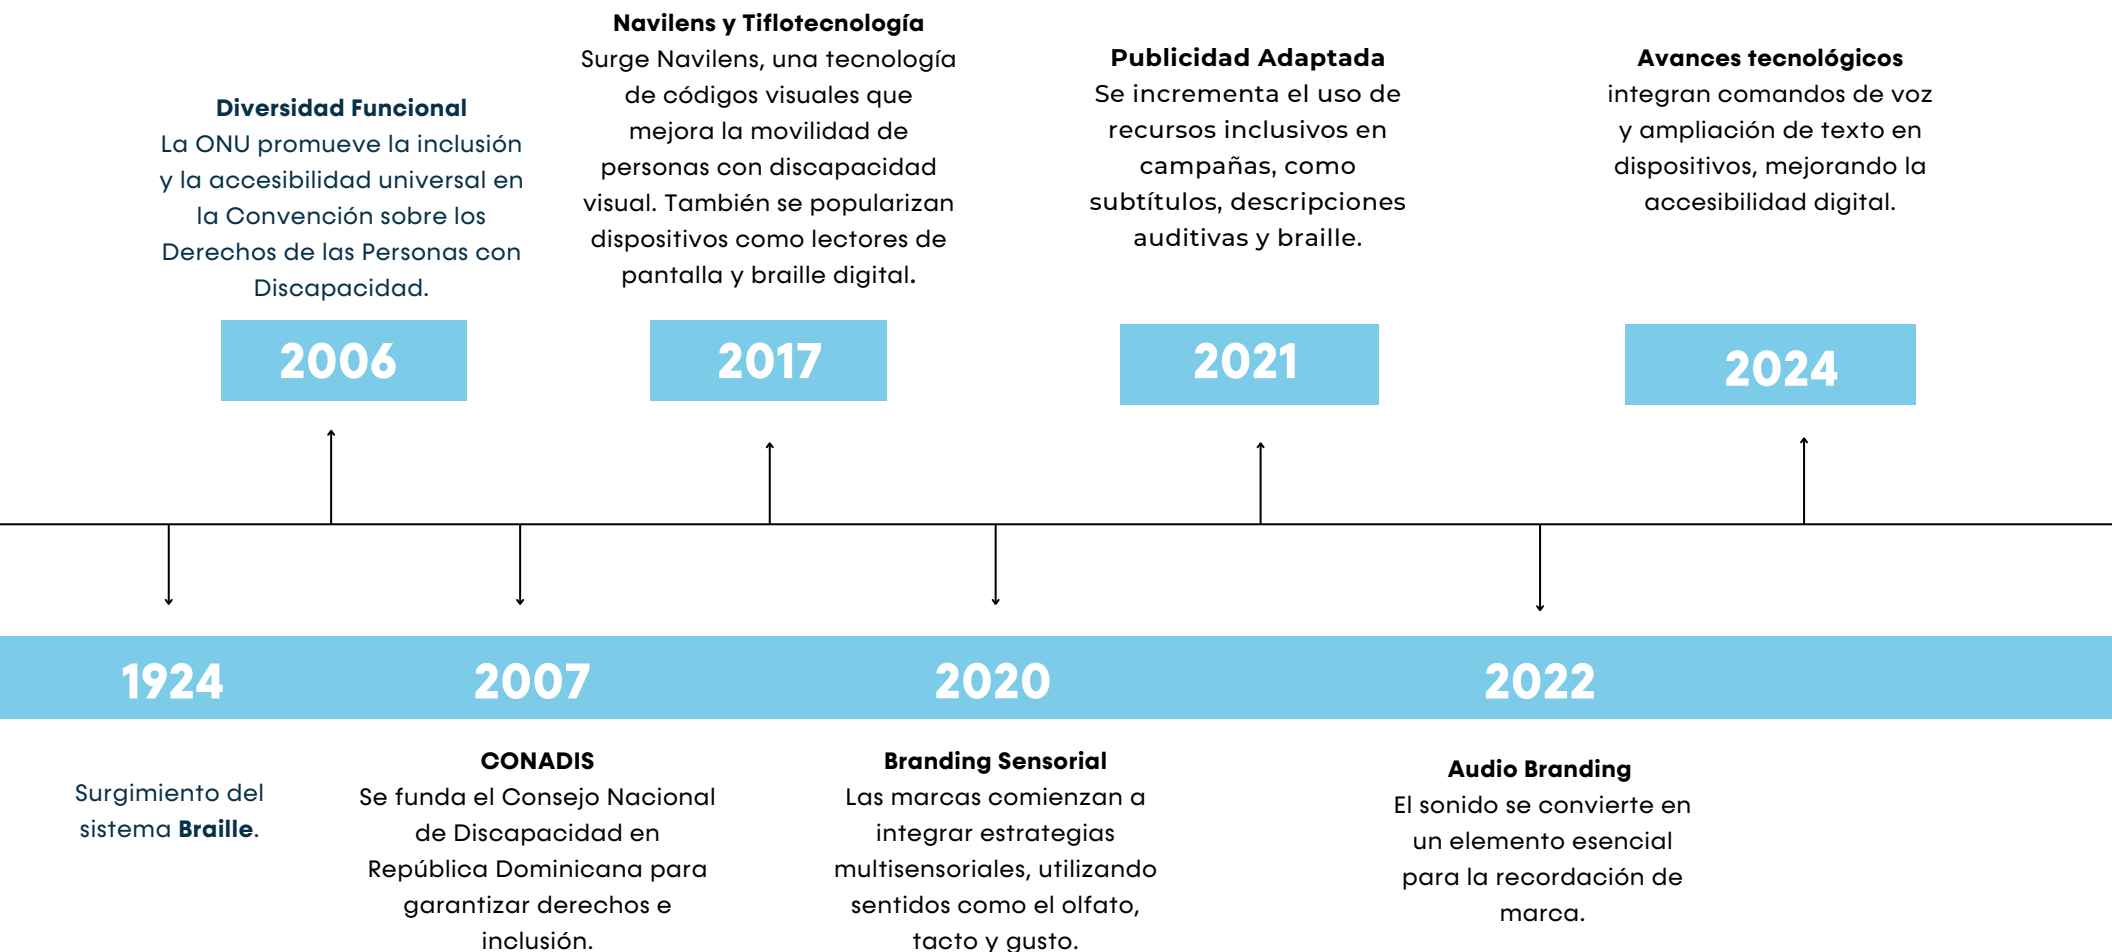 Diversidad Funcional
La ONU promueve la inclusión
y la accesibilidad universal en
la Convención sobre los
Derechos de las Personas con
Discapacidad.
2006
Navilens y Tiflotecnología
Surge Navilens, una tecnología
de códigos visuales que
mejora la movilidad de
personas con discapacidad
visual. También se popularizan
dispositivos como lectores de
pantalla y braille digital.
2017
Publicidad Adaptada
Se incrementa el uso de
recursos inclusivos en
campañas, como
subtítulos, descripciones
auditivas y braille.
2021
Avances tecnológicos
integran comandos de voz
y ampliación de texto en
dispositivos, mejorando la
accesibilidad digital.
2024
1924
Surgimiento del
sistema Braille.
2007
CONADIS
Se funda el Consejo Nacional
de Discapacidad en
República Dominicana para
garantizar derechos e
inclusión.
2020
Branding Sensorial
Las marcas comienzan a
integrar estrategias
multisensoriales, utilizando
sentidos como el olfato,
tacto y gusto.
2022
Audio Branding
El sonido se convierte en
un elemento esencial
para la recordación de
marca.